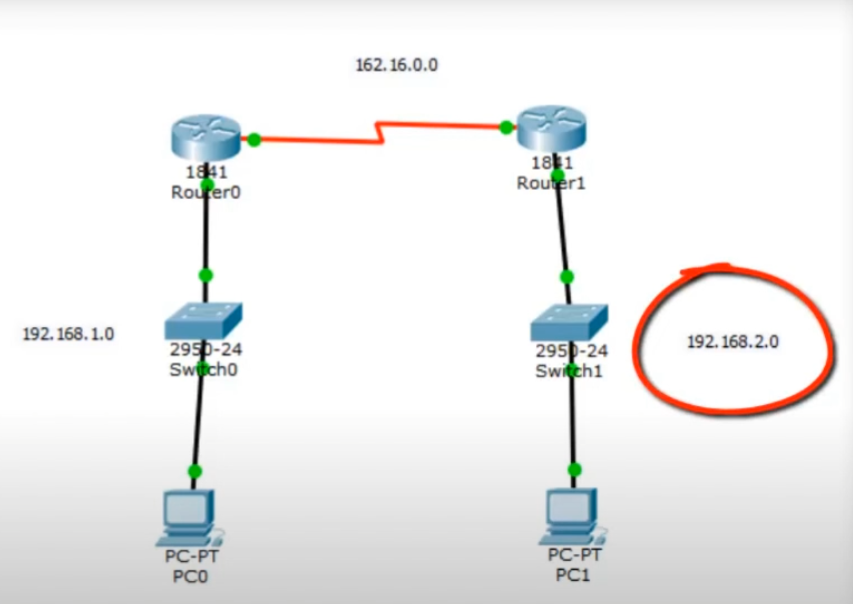 162.16.0.0
1841
Router0
1841
Router1
192.168.1.0
2950-24
Switch0
2950-24
Switch1
192.168.2.0
PC-PT
PC0
PC-PT
PC1